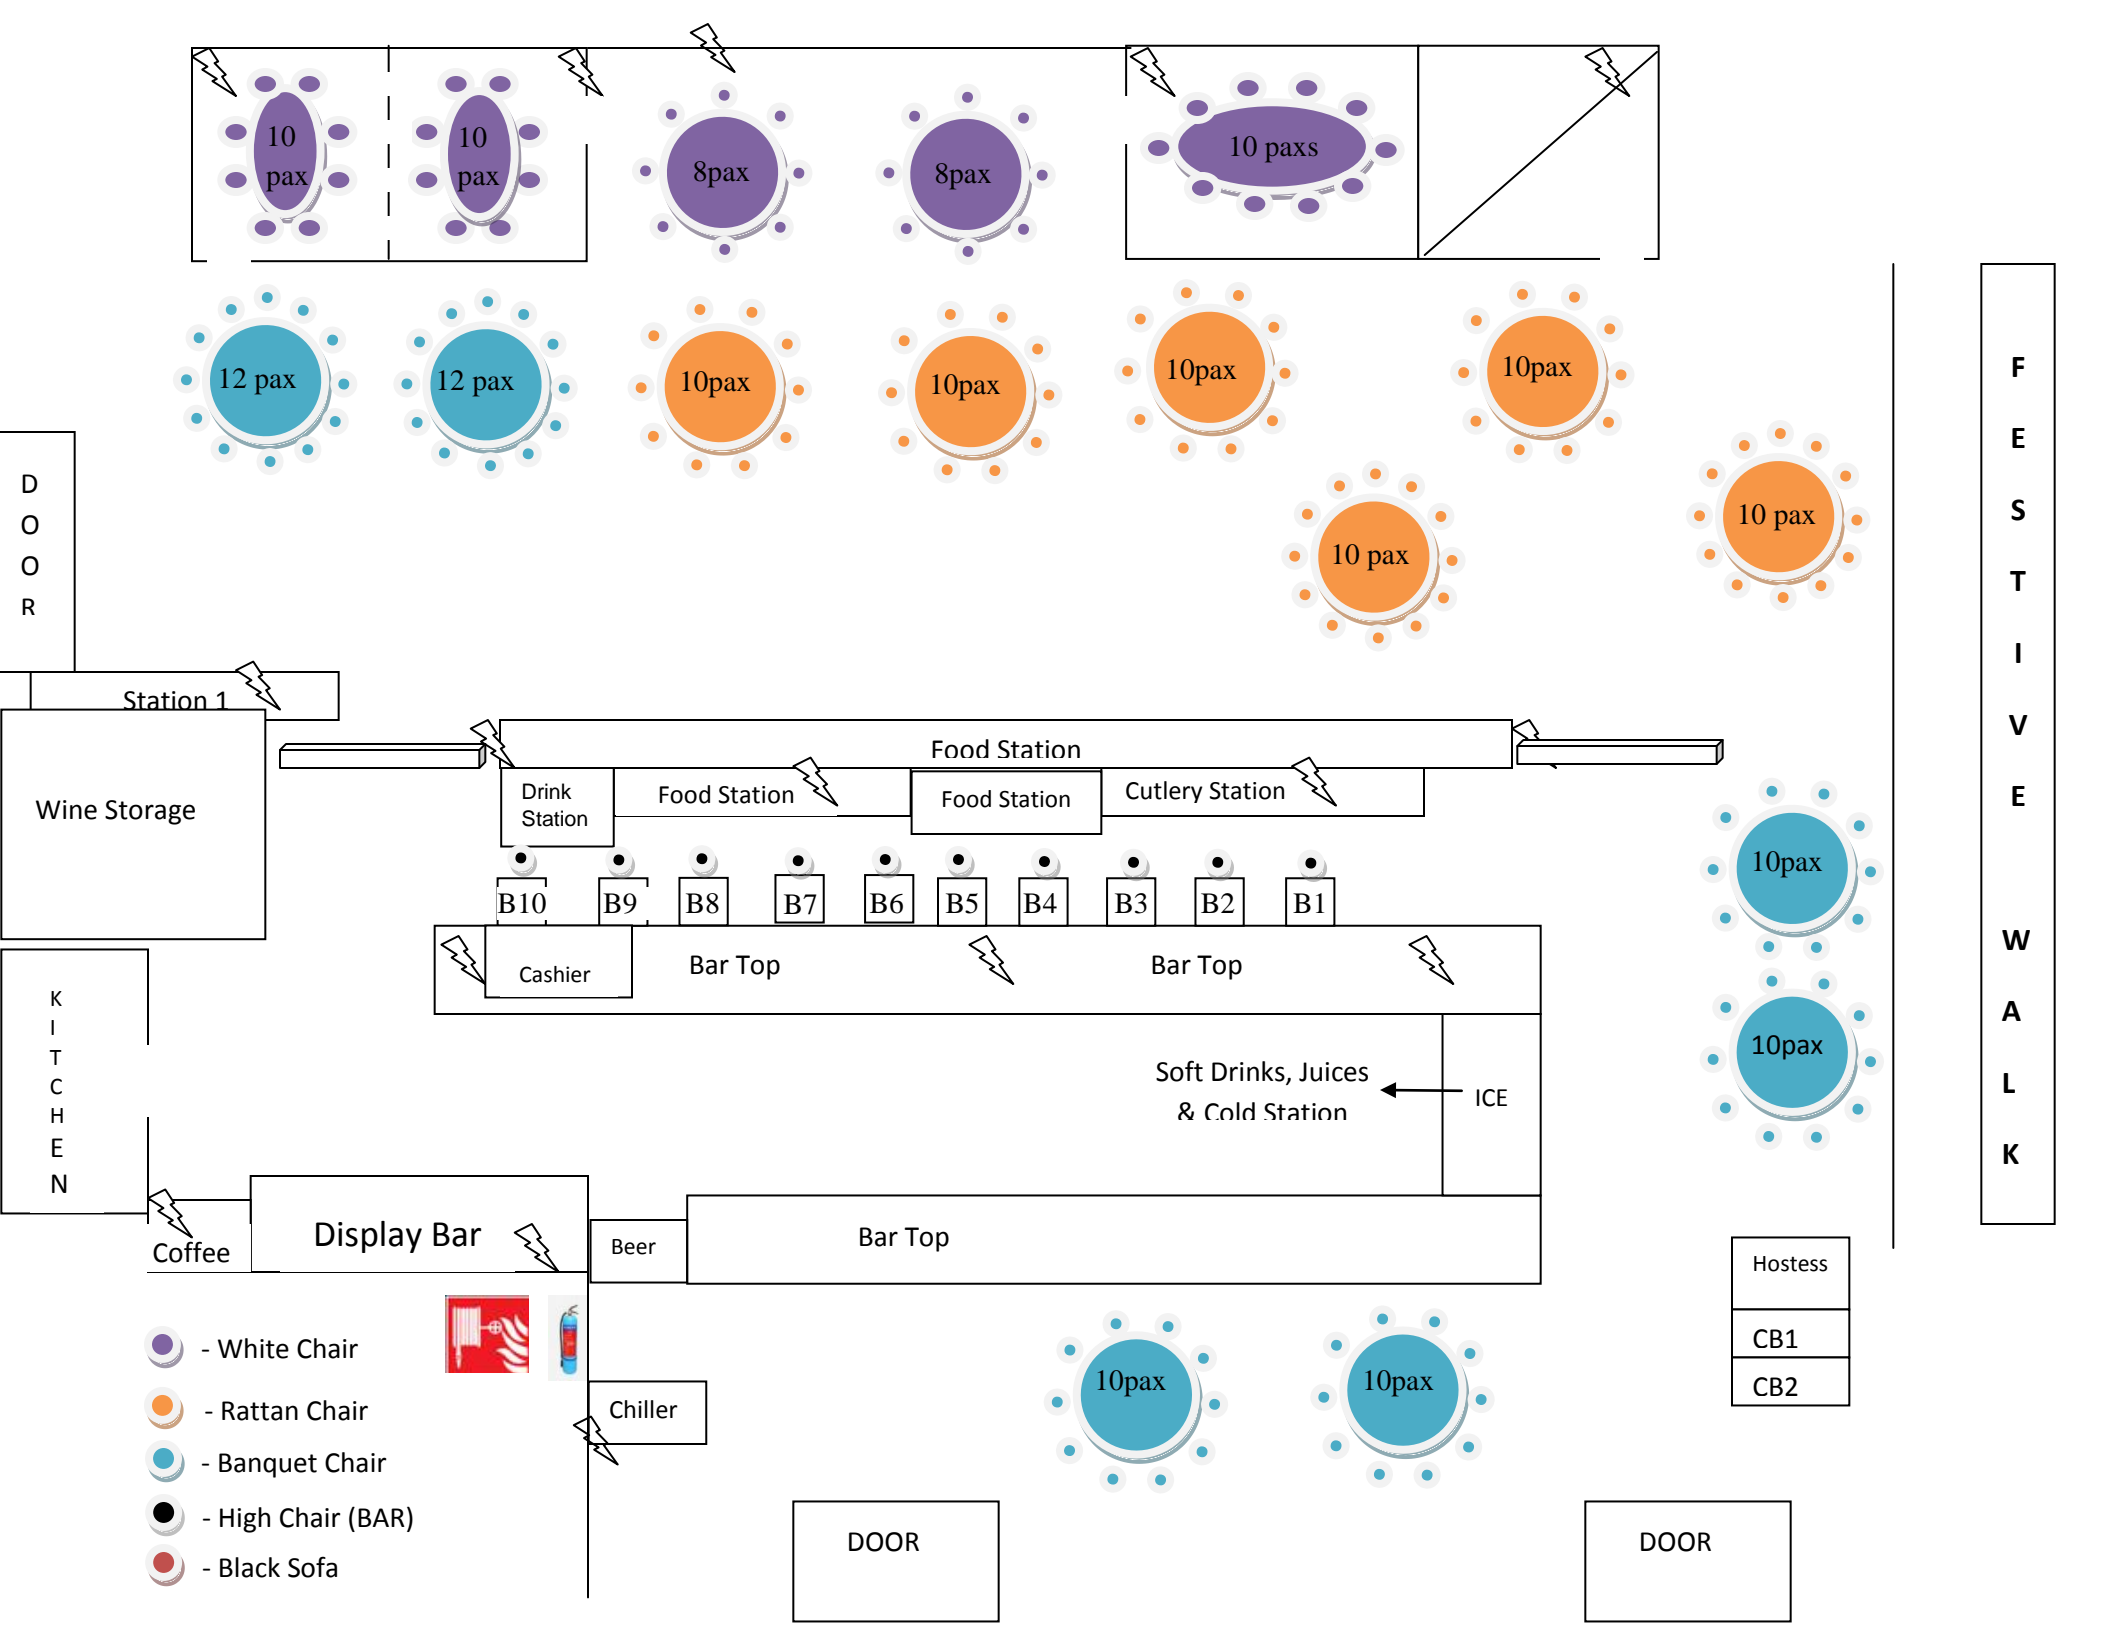 10
pax
10
pax
8pax
8pax
10 paxs
12 pax
12 pax
10pax
10pax
10pax
10pax
10 pax
10 pax
F
E
S
T
I
V
E
W
A
L
K
D
O
O
R
Station 1
Wine Storage
Food Station
Drink
Station
Food Station
Food Station
Cutlery Station
B10
B9
B8
B7
B6
B5
B4
B3
B2
B1
Cashier
Bar Top
Bar Top
10pax
10pax
K
I
T
C
H
E
N
Soft Drinks, Juices
& Cold Station
ICE
Coffee
Display Bar
Beer
Bar Top
Hostess
CB1
CB2
- White Chair
- Rattan Chair
- Banquet Chair
- High Chair (BAR)
- Black Sofa
Chiller
10pax
10pax
DOOR
DOOR